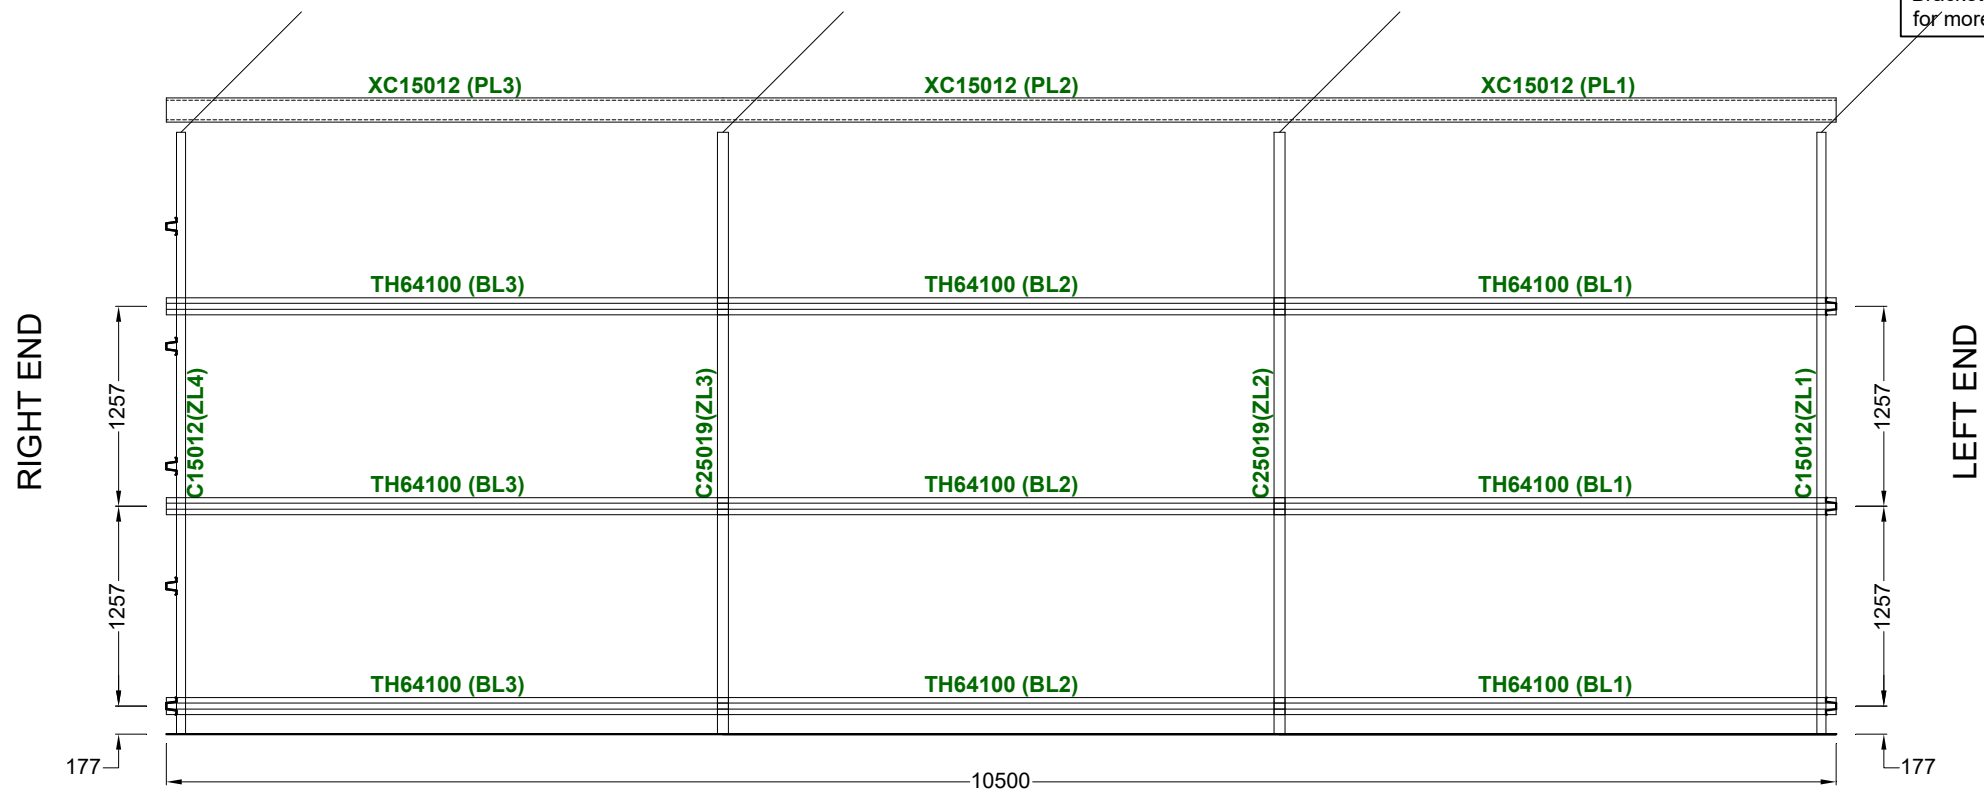 for more
XC15012 (PL3)
XC15012 (PL2)
XC15012 (PL1)
TH64100 (BL3)
TH64100 (BL2)
TH64100 (BL1)
RIGHT END
1257
C15012(ZL4)
C25019(ZL3)
C25019(ZL2)
C15012(ZL1)
1257
LEFT END
TH64100 (BL3)
TH64100 (BL2)
TH64100 (BL1)
1257
1257
TH64100 (BL3)
TH64100 (BL2)
TH64100 (BL1)
177
10500
177